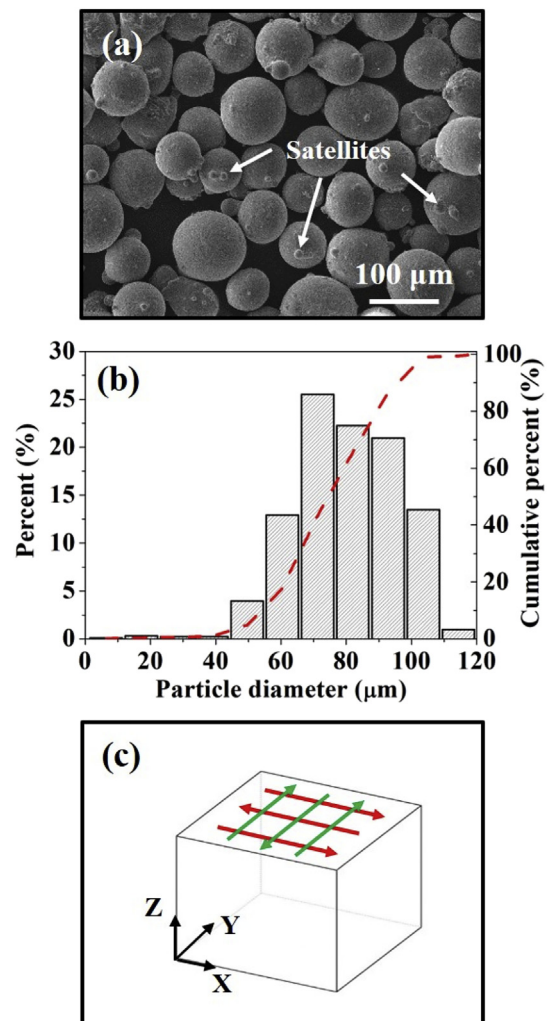 (a)
Satellites
100 μm
(b)
30
25
20
15
10
5
0
Percent (%)
100
80
60
40
20
0
Cumulative percent (%)
0 20 40 60 80 100 120
Particle diameter (μm)
(c)
Z
Y
X